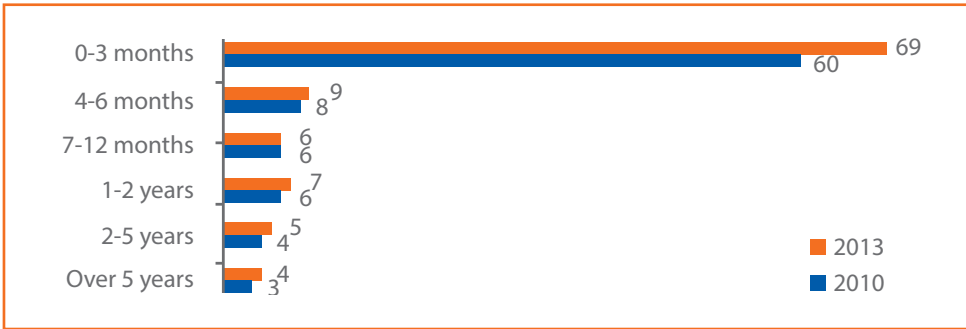 0-3 months 69
60
4-6 months 9
8
7-12 months 6
6
1-2 years 7
6
2-5 years 5
4
2013
Over 5 years 4
2010
3